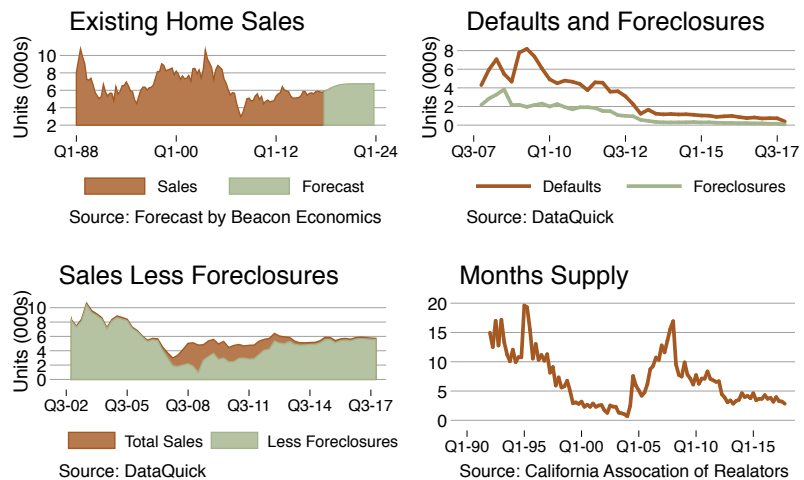 Existing Home Sales
Units (000s)
10
8
6
4
2
Q1-88 Q1-00 Q1-12 Q1-24
Sales Forecast
Source: Forecast by Beacon Economics
Defaults and Foreclosures
Units (000s)
8
6
4
2
0
Q3-07 Q1-10 Q3-12 Q1-15 Q3-17
Defaults Foreclosures
Source: DataQuick
Sales Less Foreclosures
Units (000s)
10
8
6
4
2
0
Q3-02 Q3-05 Q3-08 Q3-11 Q3-14 Q3-17
Total Sales Less Foreclosures
Source: DataQuick
Months Supply
20
15
10
5
0
Q1-90 Q1-95 Q1-00 Q1-05 Q1-10 Q1-15
Source: California Assocation of Realators